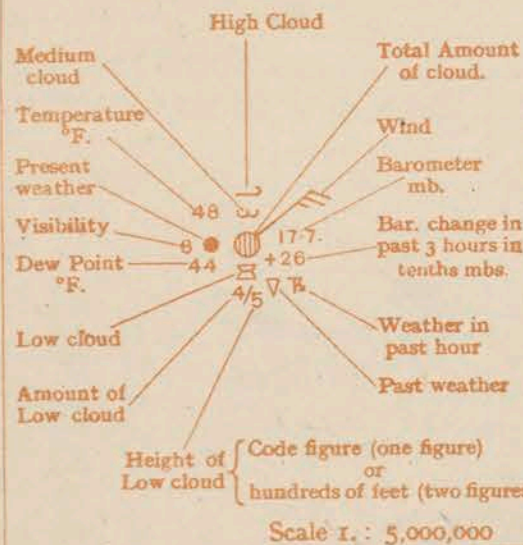 High Cloud
Medium
cloud
Total Amount
of cloud.
Temperature
°F.
Wind
Present
weather
Barometer
mb.
48
Visibility
6
17.7.
Bar. change in
past 3 hours in
tenths mbs.
Dew Point
°F.
44
+26
4/5
Low cloud
Weather in
past hour
Amount of
Low cloud
Past weather
Height of
Low cloud
Code figure (one figure)
or
hundreds of feet (two figure
Scale 1. : 5,000,000